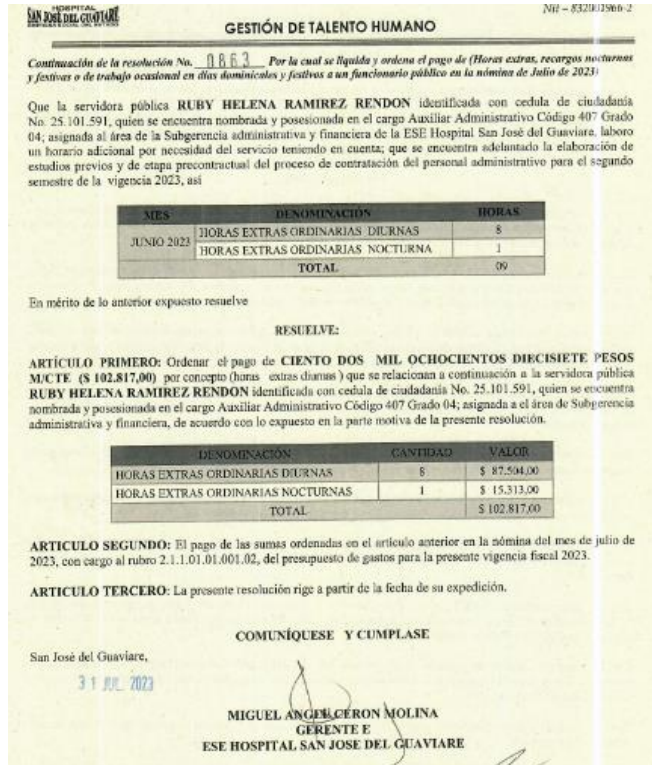 HOSPITAL
SAN JOSÉ DEL GUAVIARE
Nit – 832001966-2
GESTIÓN DE TALENTO HUMANO
Continuación de la resolución No. 0863 Por la cual se liquida y ordena el pago de (Horas extras, recargos nocturnos
y festivas o de trabajo ocasional en días dominicales y festivos a un funcionario público en la nómina de Julio de 2023)
Que la servidora pública RUBY HELENA RAMIREZ RENDON identificada con cedula de ciudadanía
No. 25.101.591, quien se encuentra nombrada y posesionada en el cargo Auxiliar Administrativo Código 407 Grado
04; asignada al área de la Subgerencia administrativa y financiera de la ESE Hospital San José del Guaviare, laboro
un horario adicional por necesidad del servicio teniendo en cuenta; que se encuentra adelantado la elaboración de
estudios previos y de etapa precontractual del proceso de contratación del personal administrativo para el segundo
semestre de la vigencia 2023, así
MES DENOMINACIÓN HORAS
JUNIO 2023 HORAS EXTRAS ORDINARIAS DIURNAS 8
HORAS EXTRAS ORDINARIAS NOCTURNA 1
TOTAL 09
En mérito de lo anterior expuesto resuelve
RESUELVE:
ARTÍCULO PRIMERO: Ordenar el pago de CIENTO DOS MIL OCHOCIENTOS DIECISIETE PESOS
M/CTE ($ 102.817,00) por concepto (horas extras diarnas ) que se relacionan a continuación a la servidora pública
RUBY HELENA RAMIREZ RENDON identificada con cedula de ciudadanía No. 25.101.591, quien se encuentra
nombrada y posesionada en el cargo Auxiliar Administrativo Código 407 Grado 04; asignada a el área de Subgerencia
administrativa y financiera, de acuerdo con lo expuesto en la parte motiva de la presente resolución.
DENOMINACIÓN CANTIDAD VALOR
HORAS EXTRAS ORDINARIAS DIURNAS 8 $ 87.504,00
HORAS EXTRAS ORDINARIAS NOCTURNAS 1 $ 15.313,00
TOTAL $ 102.817,00
ARTICULO SEGUNDO: El pago de las sumas ordenadas en el artículo anterior en la nómina del mes de julio de
2023, con cargo al rubro 2.1.1.01.01.001.02, del presupuesto de gastos para la presente vigencia fiscal 2023.
ARTICULO TERCERO: La presente resolución rige a partir de la fecha de su expedición.
COMUNÍQUESE Y CUMPLASE
San José del Guaviare,
31 JUL. 2023
MIGUEL ANGEL CERON MOLINA
GERENTE E
ESE HOSPITAL SAN JOSE DEL GUAVIARE